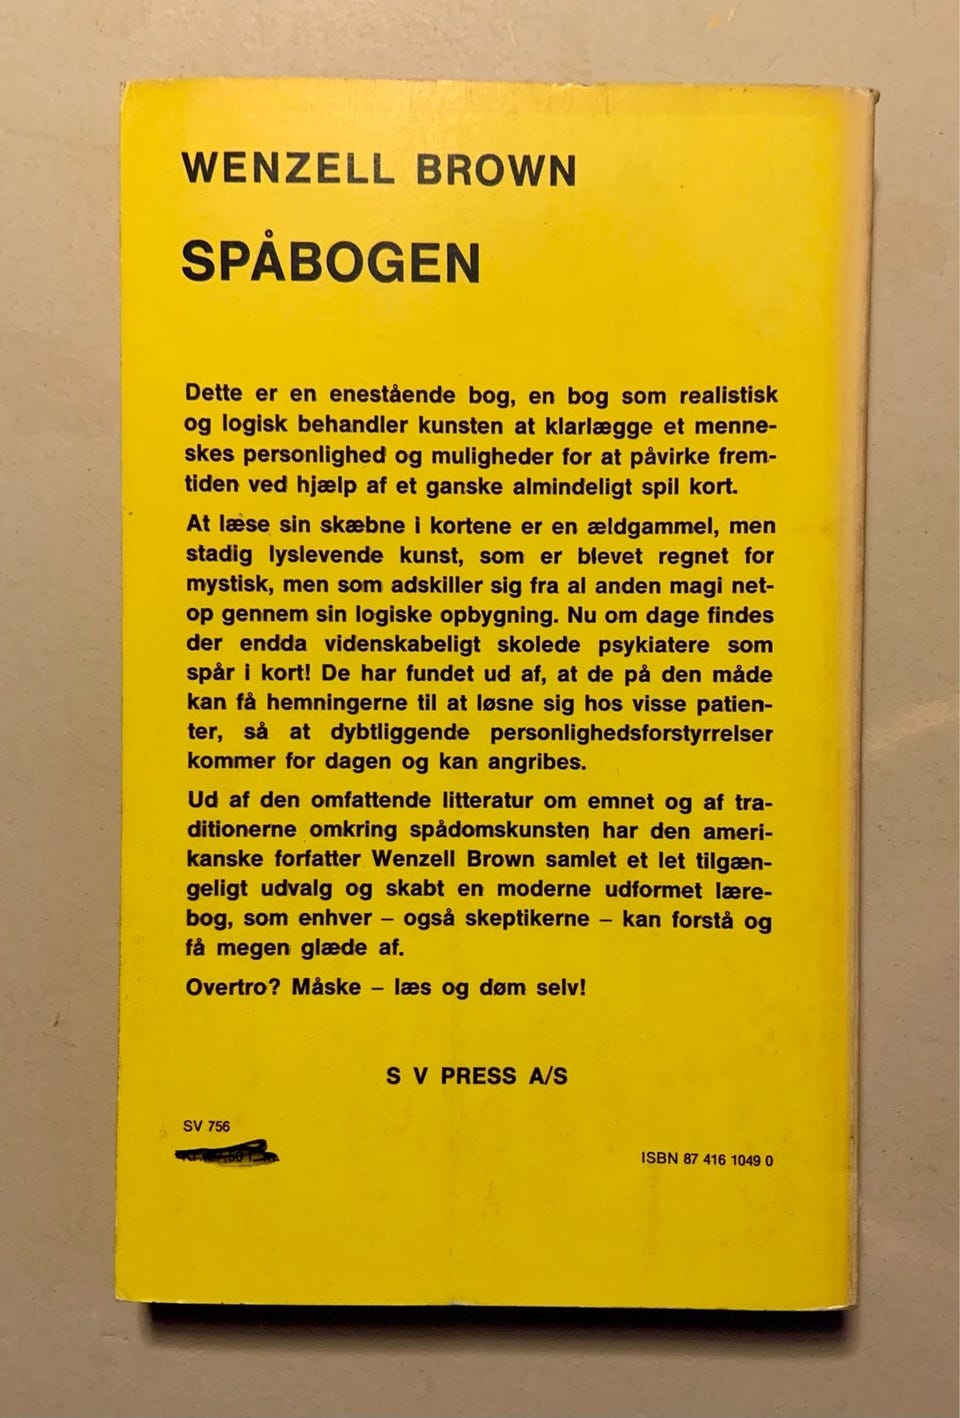 WENZELL BROWN
SPÅBOGEN
Dette er en enestående bog, en bog som realistisk
og logisk behandler kunsten at klarlægge et menne-
skes personlighed og muligheder for at påvirke frem-
tiden ved hjælp af et ganske almindeligt spil kort.
At læse sin skæbne i kortene er en ældgammel, men
stadig lyslevende kunst, som er blevet regnet for
mystisk, men som adskiller sig fra al anden magi net-
op gennem sin logiske opbygning. Nu om dage findes
der endda videnskabeligt skolede psykiatere som
spår i kort! De har fundet ud af, at de på den måde
kan få hemningerne til at løsne sig hos visse patien-
ter, så at dybtliggende personlighedsforstyrrelser
kommer for dagen og kan angribes.
Ud af den omfattende litteratur om emnet og af tra-
ditionerne omkring spådomskunsten har den ameri-
kanske forfatter Wenzell Brown samlet et let tilgæn-
geligt udvalg og skabt en moderne udformet lære-
bog, som enhver – også skeptikerne – kan forstå og
få megen glæde af.
Overtro? Måske – læs og døm selv!
S V PRESS A/S
SV 756
ISBN 87 416 1049 0